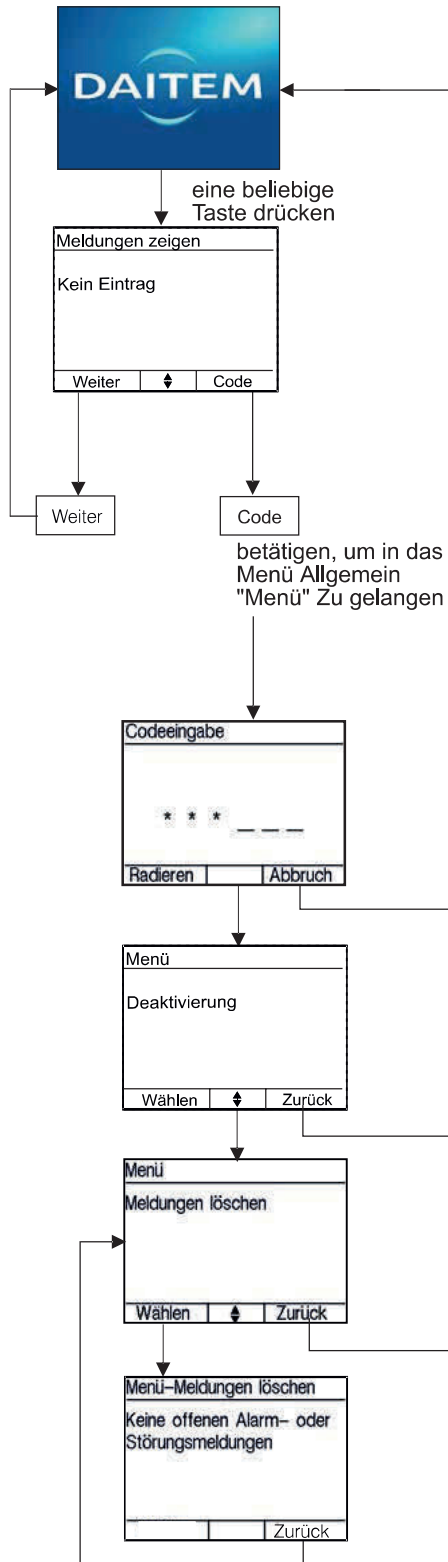 DAITEM
eine beliebige
Taste drücken
Meldungen zeigen
Kein Eintrag
Weiter Code
Weiter
Code
betätigen, um in das
Menü Allgemein
"Menü" Zu gelangen
Codeeingabe
* * * _ _ _
Radieren Abbruch
Menü
Deaktivierung
Wählen Zurück
Menü
Meldungen löschen
Wählen Zurück
Menü-Meldungen löschen
Keine offenen Alarm- oder
Störungsmeldungen
Zurück